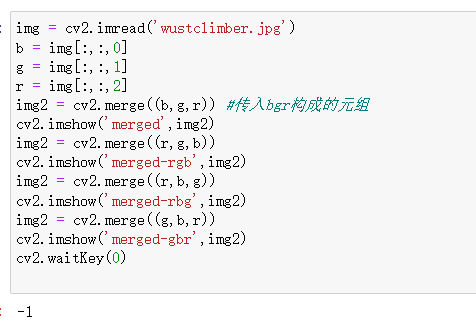 img = cv2.imread('wustclimber.jpg')
b = img[:,:,0]
g = img[:,:,1]
r = img[:,:,2]
img2 = cv2.merge((b,g,r)) #传入bgr构成的元组
cv2.imshow('merged',img2)
img2 = cv2.merge((r,g,b))
cv2.imshow('merged-rgb',img2)
img2 = cv2.merge((r,b,g))
cv2.imshow('merged-rbg',img2)
img2 = cv2.merge((g,b,r))
cv2.imshow('merged-gbr',img2)
cv2.waitKey(0)
-1